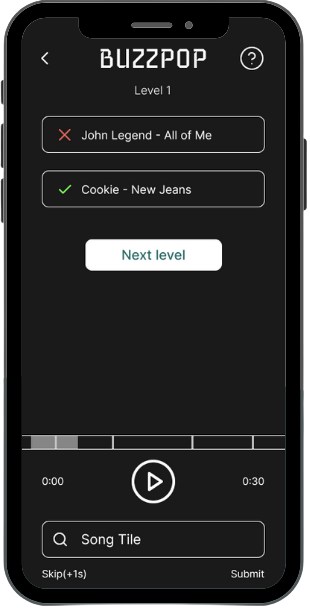 BUZZPOP
?
Level 1
John Legend - All of Me
Cookie - New Jeans
Next level
0:00
0:30
Song Tile
Skip(+1s)
Submit